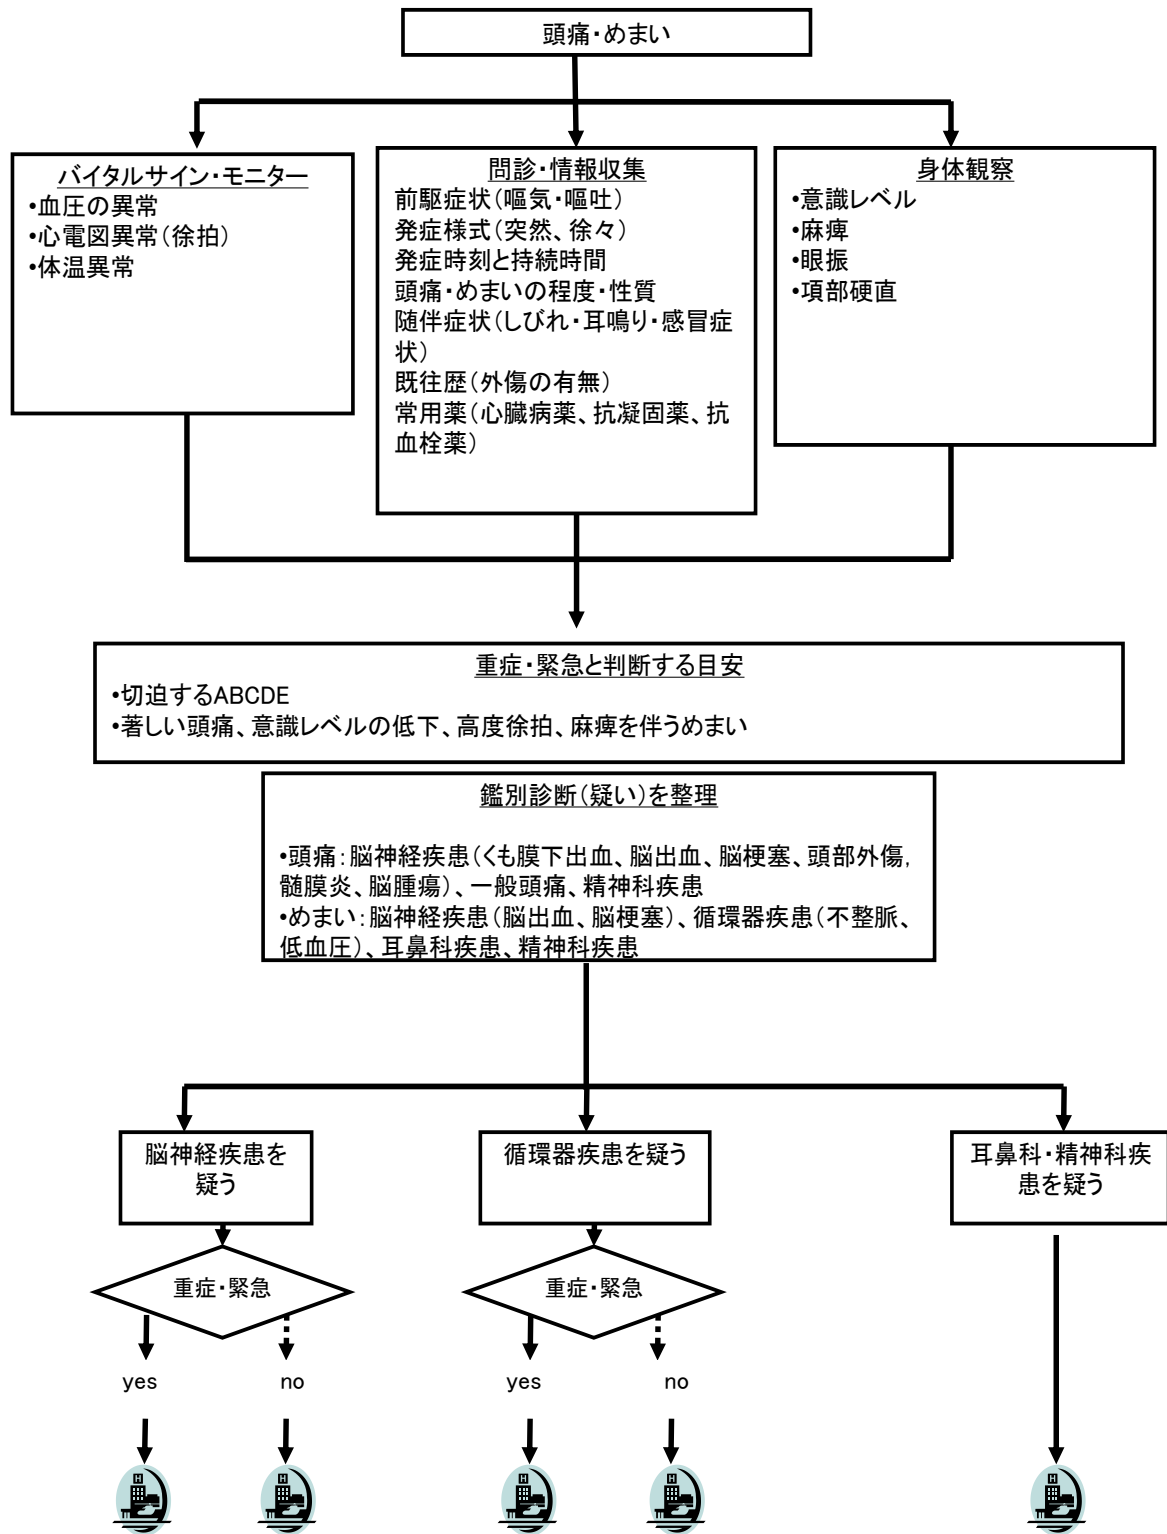 頭痛・めまい
バイタルサイン・モニター
•血圧の異常
•心電図異常（徐拍）
•体温異常
問診・情報収集
前駆症状（嘔気・嘔吐）
発症様式（突然、徐々）
発症時刻と持続時間
頭痛・めまいの程度・性質
随伴症状（しびれ・耳鳴り・感冒症
状）
既往歴（外傷の有無）
常用薬（心臓病薬、抗凝固薬、抗
血栓薬）
身体観察
•意識レベル
•麻痺
•眼振
•項部硬直
重症・緊急と判断する目安
•切迫するABCDE
•著しい頭痛、意識レベルの低下、高度徐拍、麻痺を伴うめまい
鑑別診断（疑い）を整理
•頭痛：脳神経疾患（くも膜下出血、脳出血、脳梗塞、頭部外傷,
髄膜炎、脳腫瘍）、一般頭痛、精神科疾患
•めまい：脳神経疾患（脳出血、脳梗塞）、循環器疾患（不整脈、
低血圧）、耳鼻科疾患、精神科疾患
脳神経疾患を
疑う
循環器疾患を疑う
耳鼻科・精神科疾
患を疑う
重症・緊急
重症・緊急
yes
no
yes
no
H
H
H
H
H